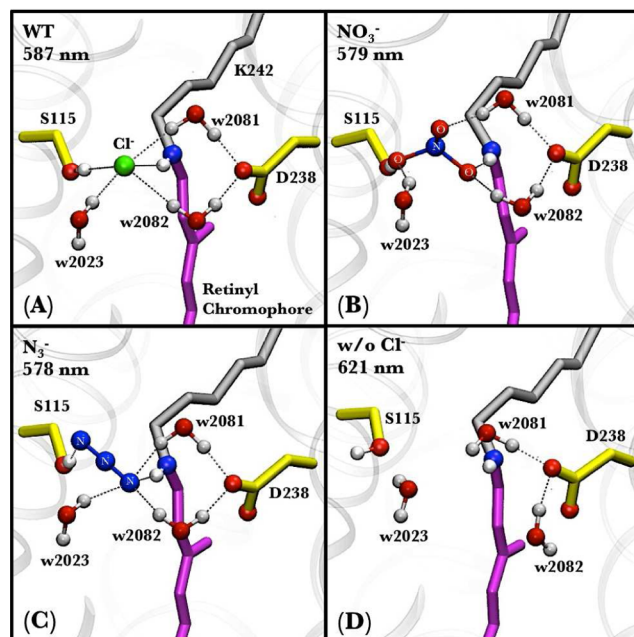 WT
587 nm
K242
S115
Cl⁻
w2081
D238
w2082
w2023
Retinyl
Chromophore
(A)
NO₃⁻
579 nm
S115
w2081
O
N
O
O
D238
w2082
w2023
(B)
N₃⁻
578 nm
S115
w2081
N
N
N
D238
w2082
w2023
(C)
w/o Cl⁻
621 nm
S115
w2081
D238
w2023
w2082
(D)